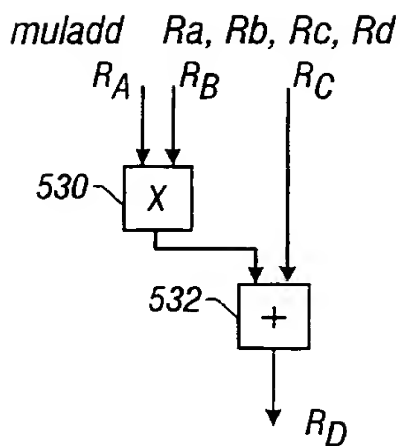 muladd Ra, Rb, Rc, Rd
RA RB RC
530 X
532 +
RD